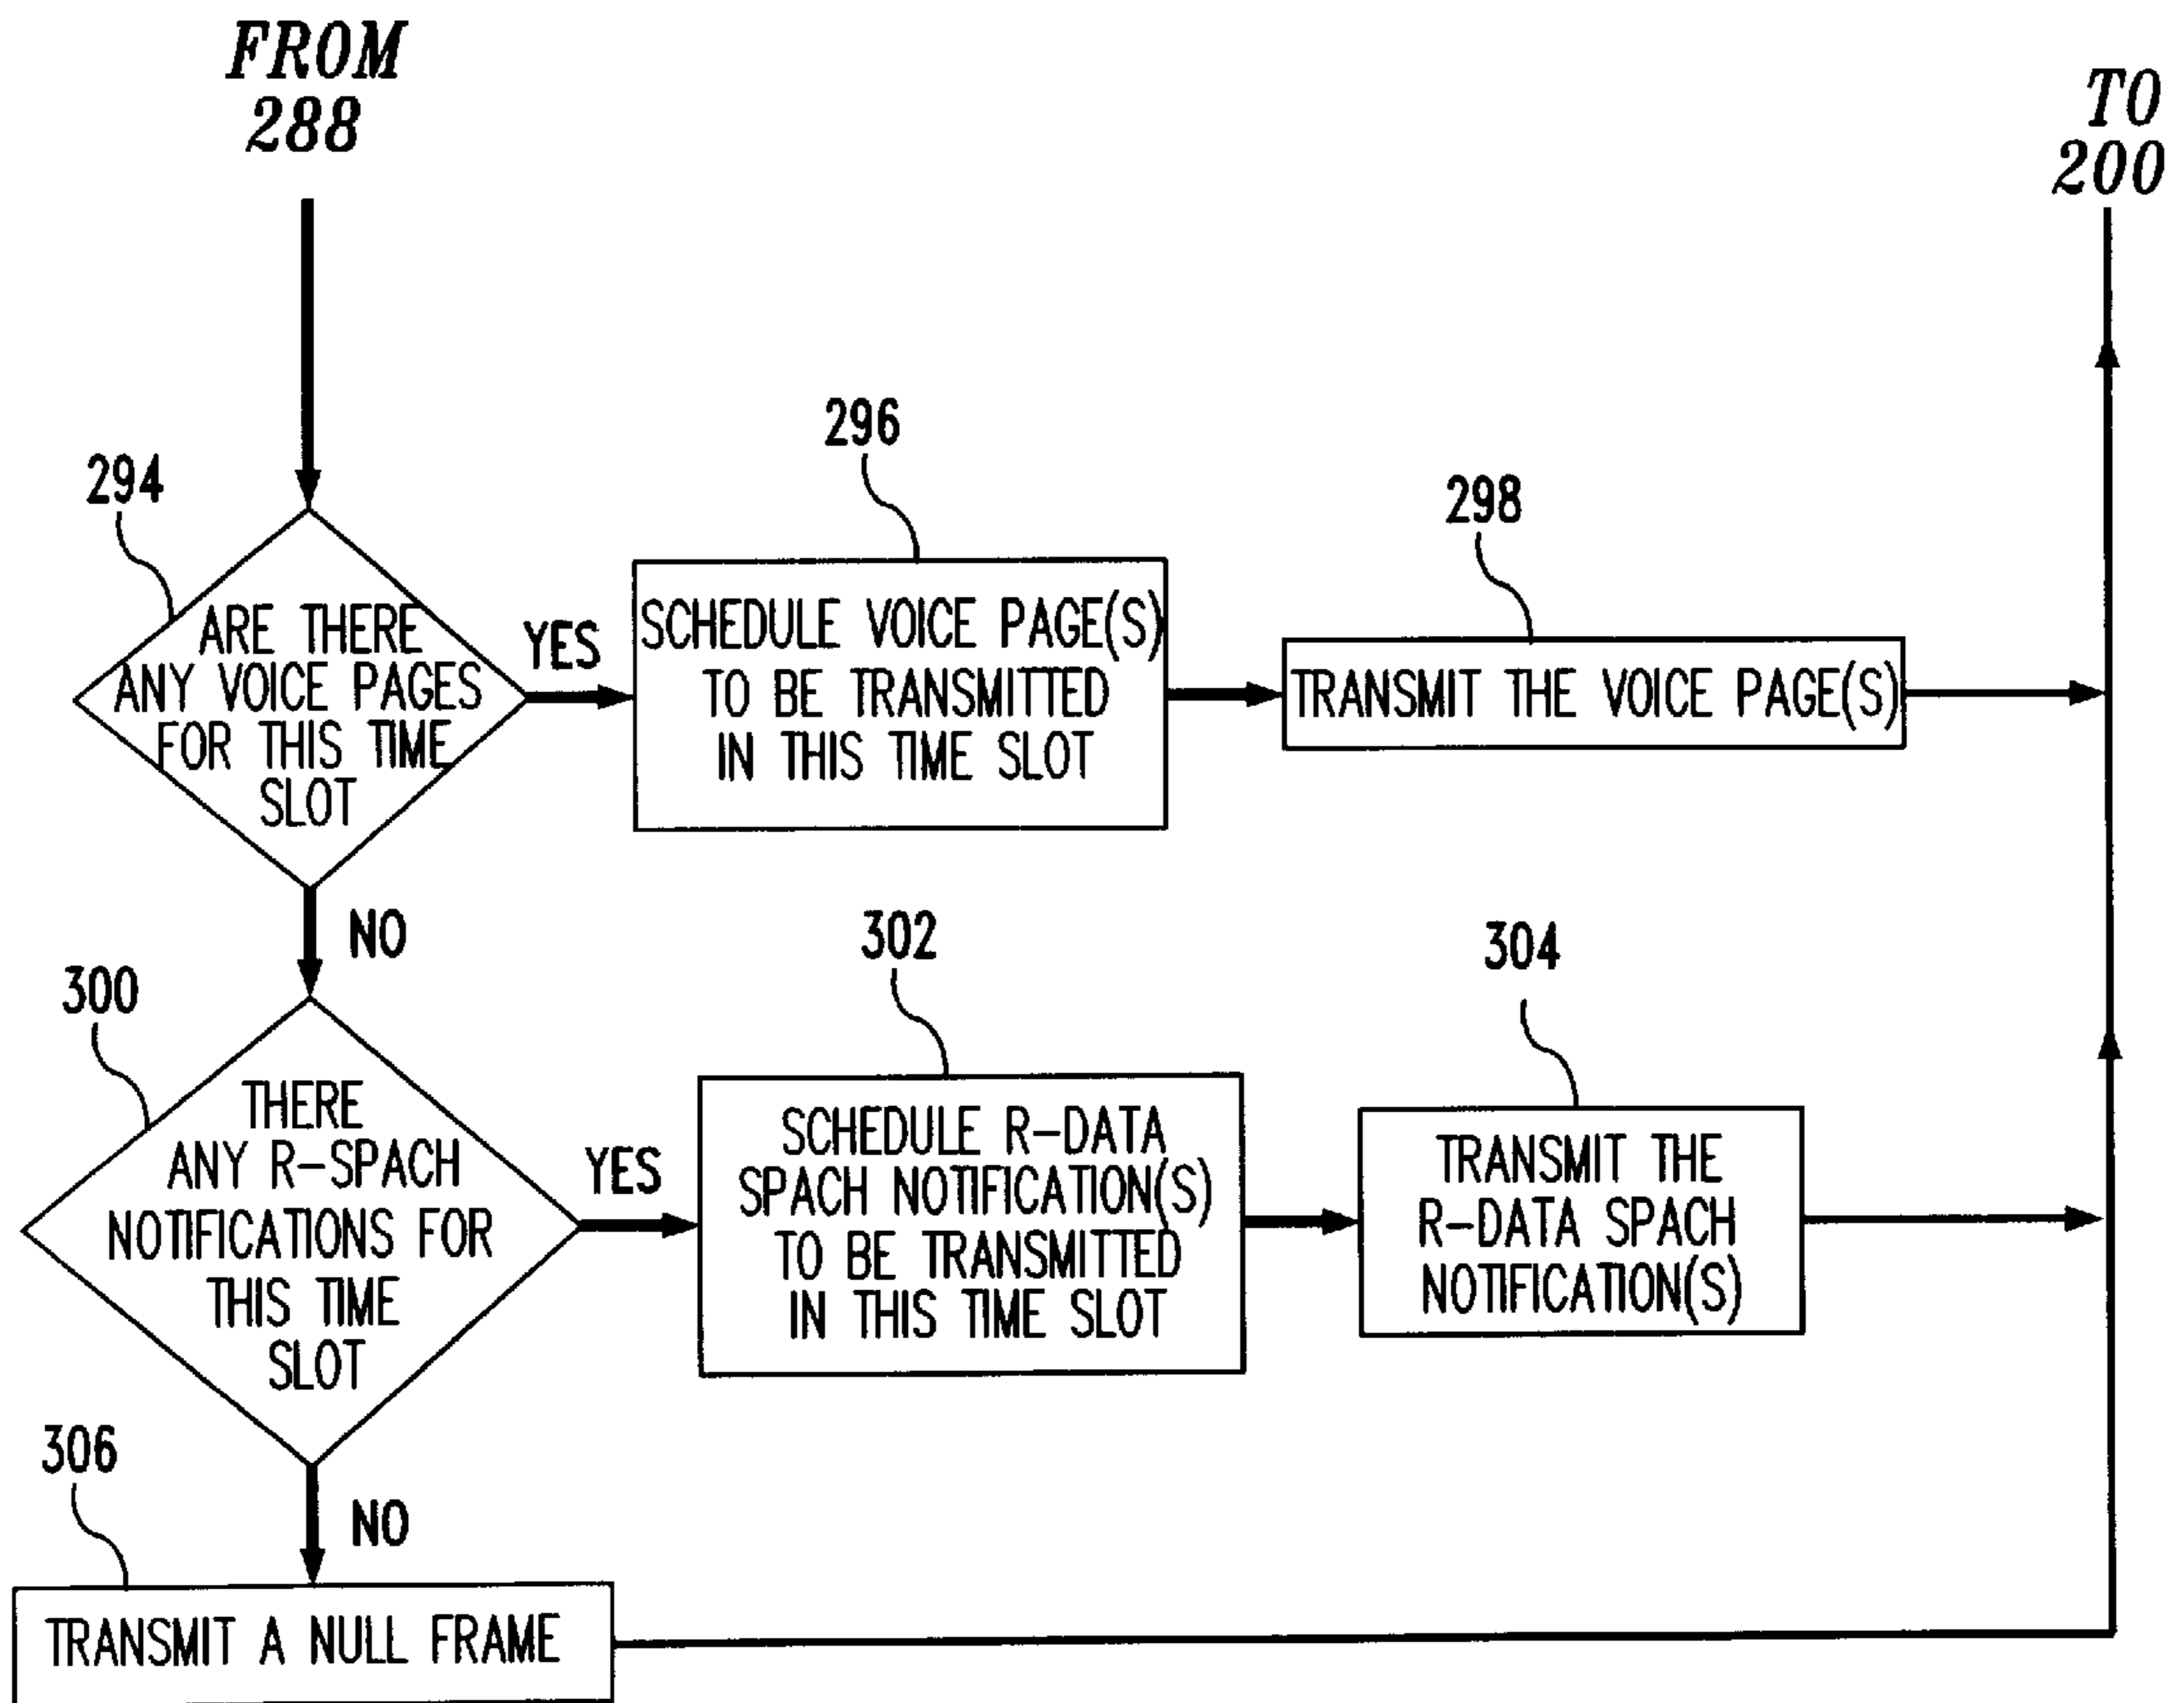 FROM
288
TO
200
294
ARE THERE
ANY VOICE PAGES
FOR THIS TIME
SLOT
YES
296
SCHEDULE VOICE PAGE(S)
TO BE TRANSMITTED
IN THIS TIME SLOT
298
TRANSMIT THE VOICE PAGE(S)
NO
300
THERE
ANY R-SPACH
NOTIFICATIONS FOR
THIS TIME
SLOT
YES
302
SCHEDULE R-DATA
SPACH NOTIFICATION(S)
TO BE TRANSMITTED
IN THIS TIME SLOT
304
TRANSMIT THE
R-DATA SPACH
NOTIFICATION(S)
NO
306
TRANSMIT A NULL FRAME